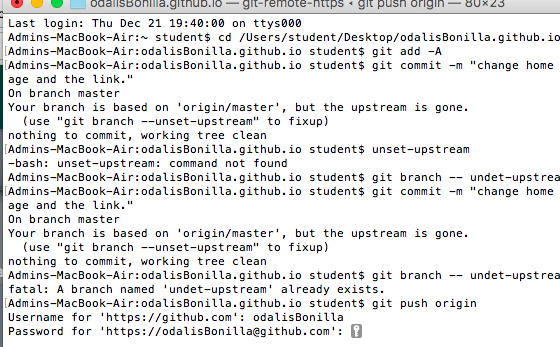 odalisBonilla.github.io — git-remote-https ◂ git push origin — 80×23
Last login: Thu Dec 21 19:40:00 on ttys000
Admins-MacBook-Air:~ student$ cd /Users/student/Desktop/odalisBonilla.github.io
[Admins-MacBook-Air:odalisBonilla.github.io student$ git add -A
[Admins-MacBook-Air:odalisBonilla.github.io student$ git commit -m "change home
age and the link."
On branch master
Your branch is based on 'origin/master', but the upstream is gone.
  (use "git branch --unset-upstream" to fixup)
nothing to commit, working tree clean
[Admins-MacBook-Air:odalisBonilla.github.io student$ unset-upstream
-bash: unset-upstream: command not found
[Admins-MacBook-Air:odalisBonilla.github.io student$ git branch -- undet-upstrea
[Admins-MacBook-Air:odalisBonilla.github.io student$ git commit -m "change home
age and the link."
On branch master
Your branch is based on 'origin/master', but the upstream is gone.
  (use "git branch --unset-upstream" to fixup)
nothing to commit, working tree clean
[Admins-MacBook-Air:odalisBonilla.github.io student$ git branch -- undet-upstrea
fatal: A branch named 'undet-upstream' already exists.
[Admins-MacBook-Air:odalisBonilla.github.io student$ git push origin
Username for 'https://github.com': odalisBonilla
Password for 'https://odalisBonilla@github.com':